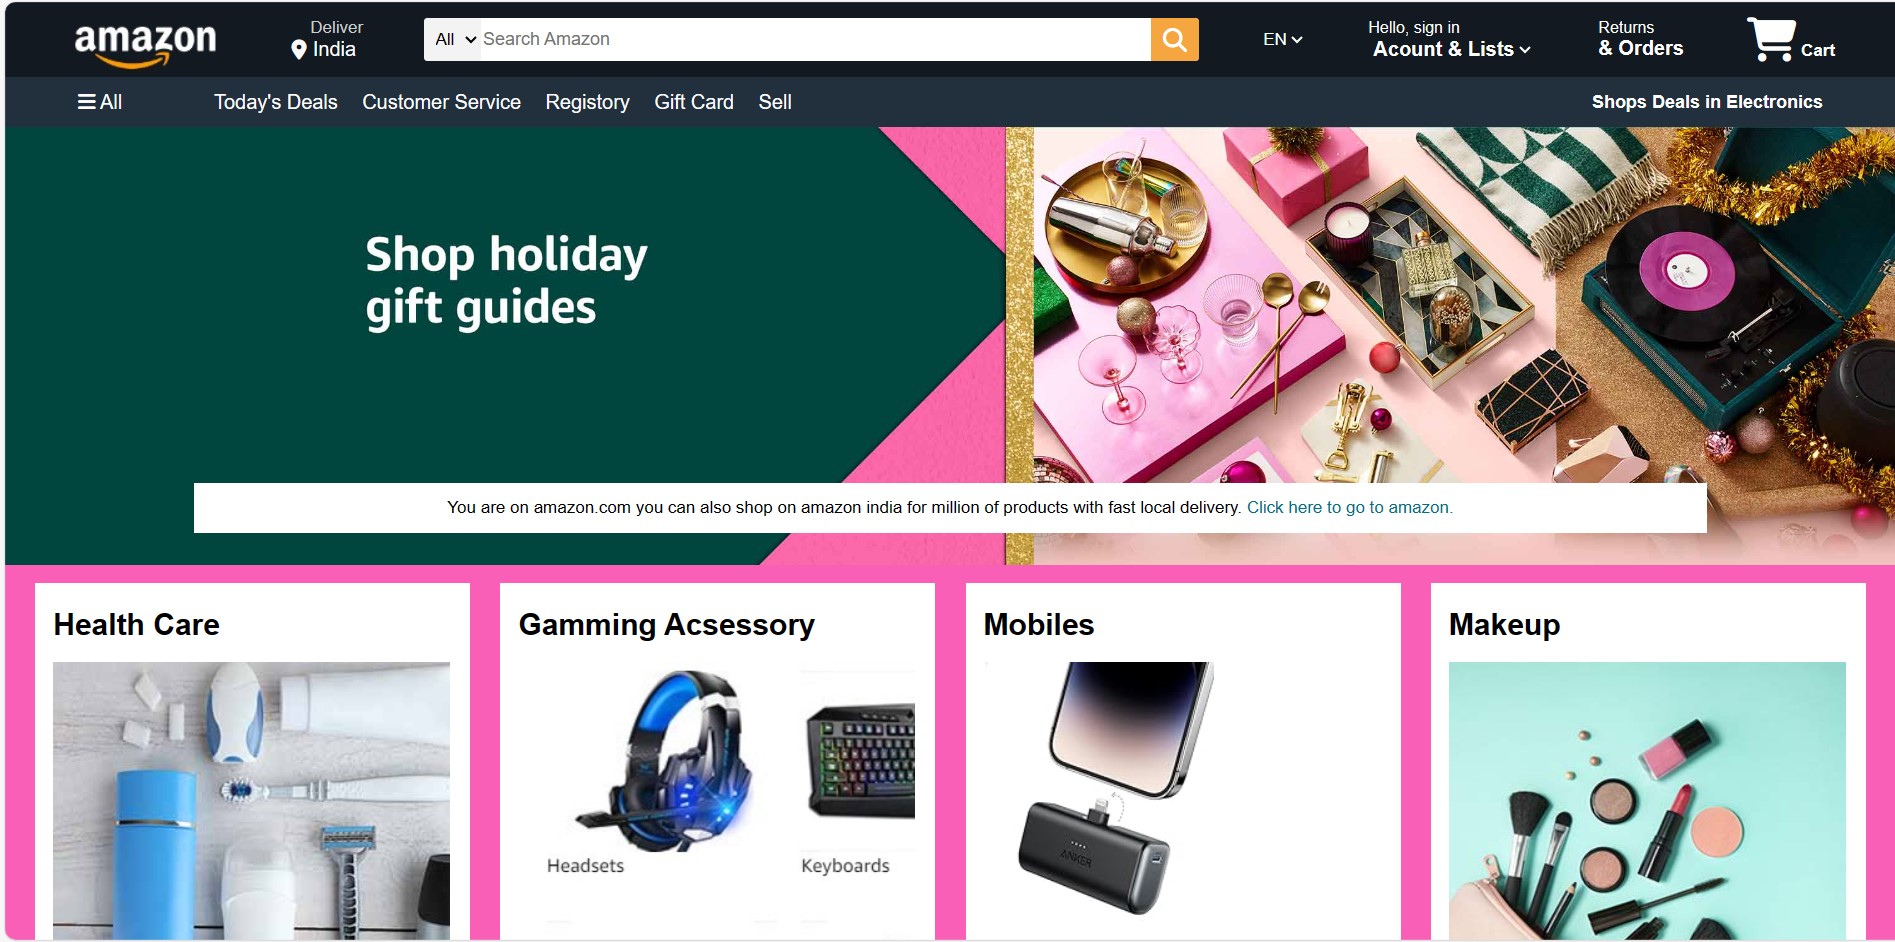 amazon
Deliver
India
All
Search Amazon
EN
Hello, sign in
Acount & Lists
Returns
& Orders
Cart
All
Today's Deals
Customer Service
Registory
Gift Card
Sell
Shops Deals in Electronics
Shop holiday
gift guides
You are on amazon.com you can also shop on amazon india for million of products with fast local delivery. Click here to go to amazon.
Health Care
Gamming Acsessory
Mobiles
Makeup
Headsets
Keyboards
ANKER